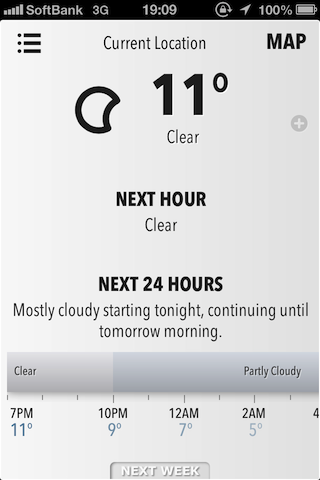 SoftBank 3G 19:09 100%
Current Location MAP
11°
Clear
NEXT HOUR
Clear
NEXT 24 HOURS
Mostly cloudy starting tonight, continuing until
tomorrow morning.
Clear Partly Cloudy
7PM 10PM 12AM 2AM 4
11° 9° 7° 5°
NEXT WEEK